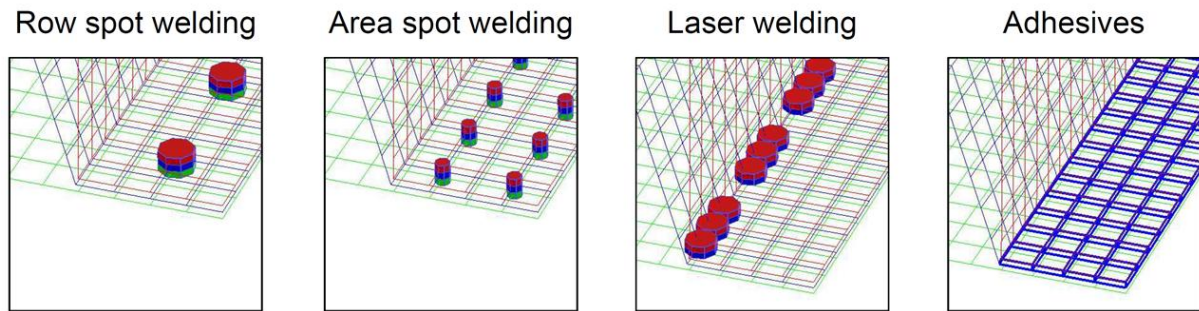 Row spot welding
Area spot welding
Laser welding
Adhesives